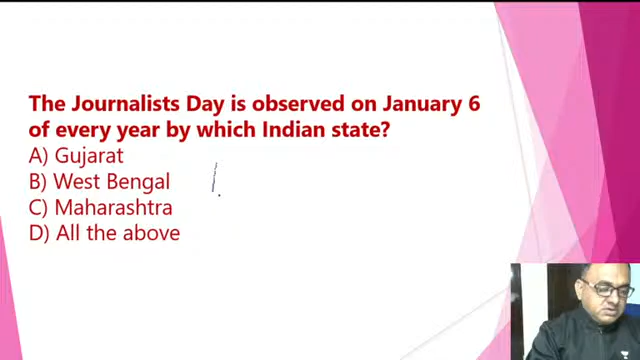 The Journalists Day is observed on January 6
of every year by which Indian state?
A) Gujarat
B) West Bengal
C) Maharashtra
D) All the above